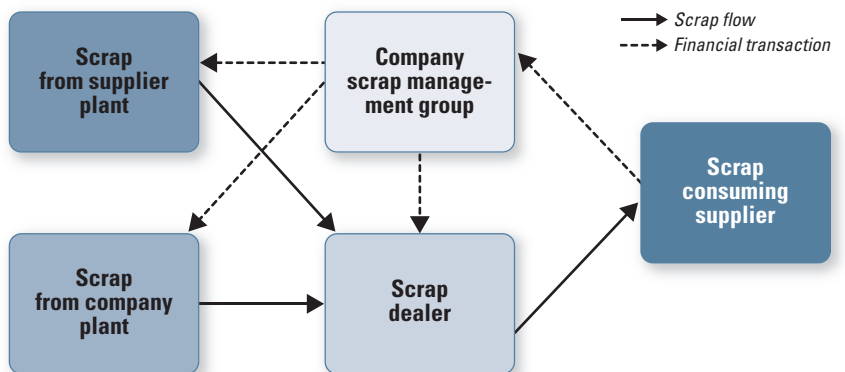 Scrap
from supplier
plant
Company
scrap manage-
ment group
Scrap flow
Financial transaction
Scrap
consuming
supplier
Scrap
from company
plant
Scrap
dealer